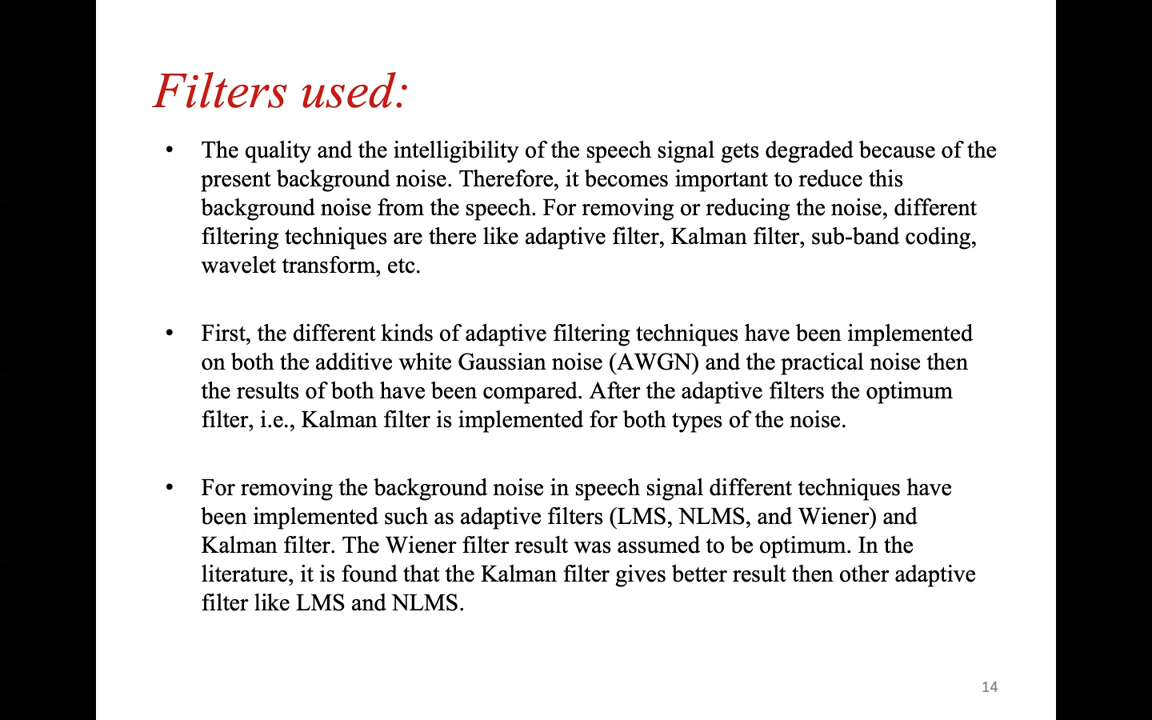 Filters used:
• The quality and the intelligibility of the speech signal gets degraded because of the
present background noise. Therefore, it becomes important to reduce this
background noise from the speech. For removing or reducing the noise, different
filtering techniques are there like adaptive filter, Kalman filter, sub-band coding,
wavelet transform, etc.
• First, the different kinds of adaptive filtering techniques have been implemented
on both the additive white Gaussian noise (AWGN) and the practical noise then
the results of both have been compared. After the adaptive filters the optimum
filter, i.e., Kalman filter is implemented for both types of the noise.
• For removing the background noise in speech signal different techniques have
been implemented such as adaptive filters (LMS, NLMS, and Wiener) and
Kalman filter. The Wiener filter result was assumed to be optimum. In the
literature, it is found that the Kalman filter gives better result then other adaptive
filter like LMS and NLMS.
14